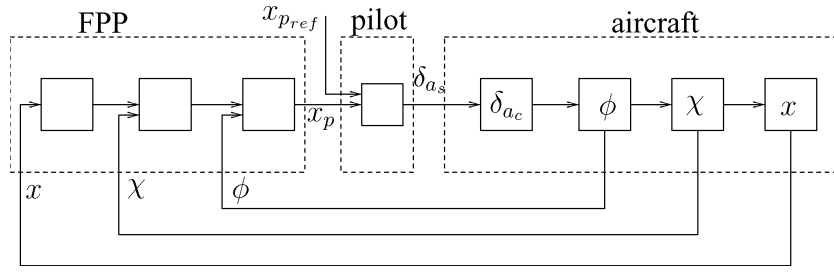 FPP
x_{p_{ref}}
pilot
aircraft
x_p
δ_{a_s}
δ_{a_c}
ϕ
χ
x
x
χ
ϕ